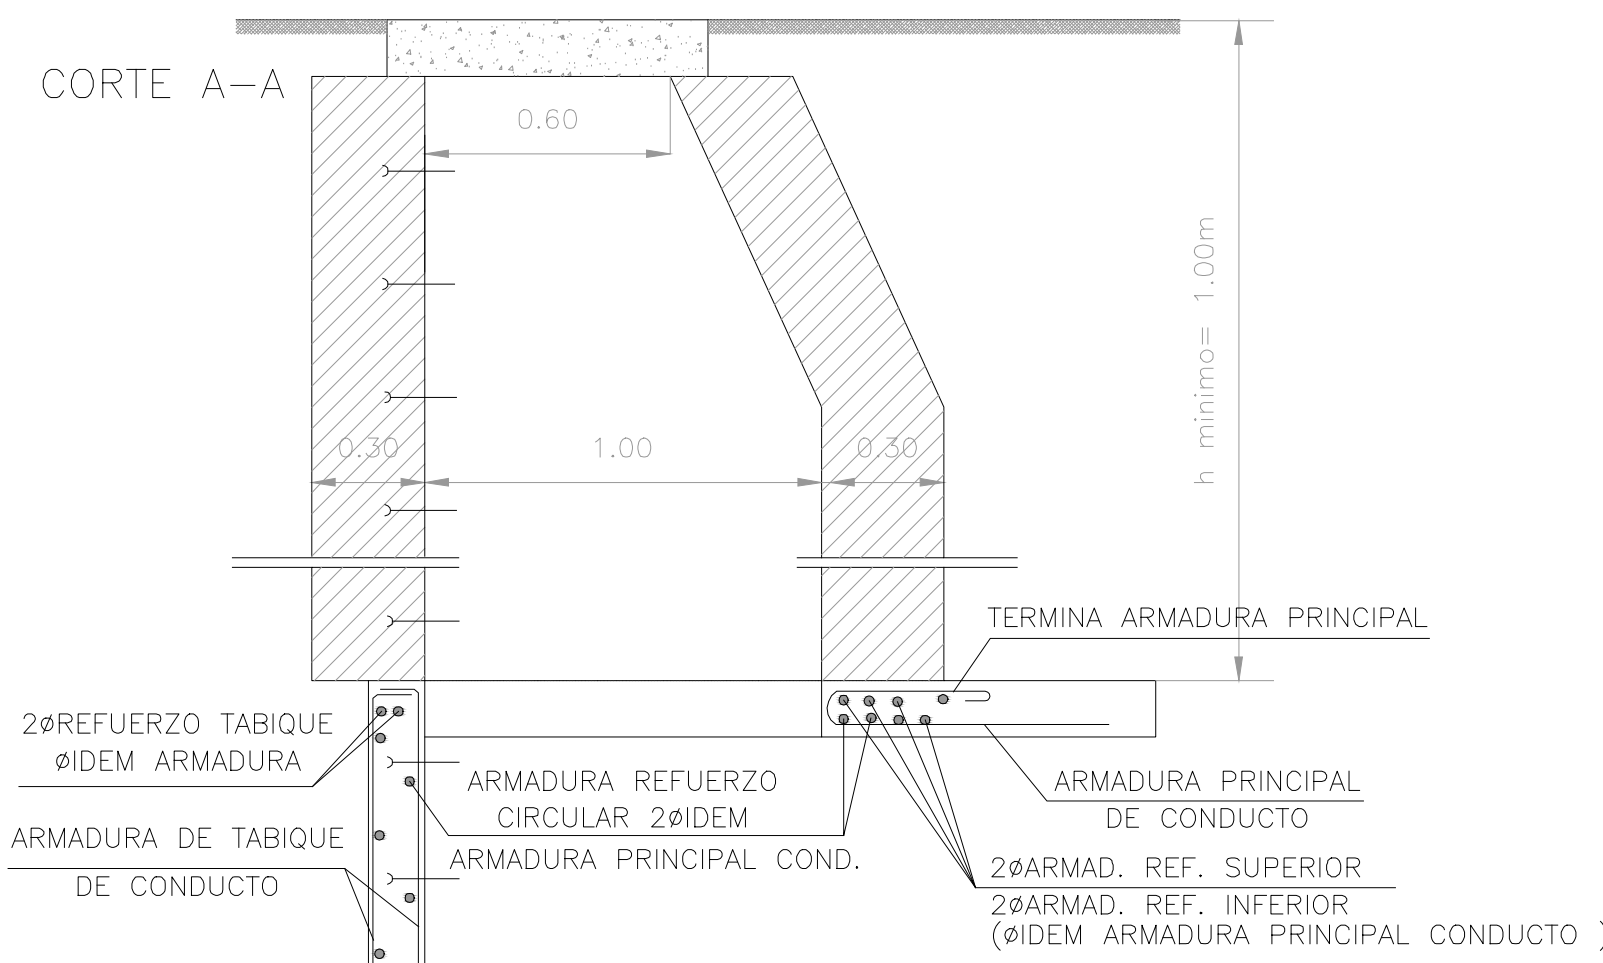 CORTE A-A
0.60
h minimo= 1.00m
0.30
1.00
0.30
TERMINA ARMADURA PRINCIPAL
2øREFUERZO TABIQUE
øIDEM ARMADURA
ARMADURA REFUERZO
CIRCULAR 2øIDEM
ARMADURA PRINCIPAL COND.
ARMADURA PRINCIPAL
DE CONDUCTO
ARMADURA DE TABIQUE
DE CONDUCTO
2øARMAD. REF. SUPERIOR
2øARMAD. REF. INFERIOR
(øIDEM ARMADURA PRINCIPAL CONDUCTO )